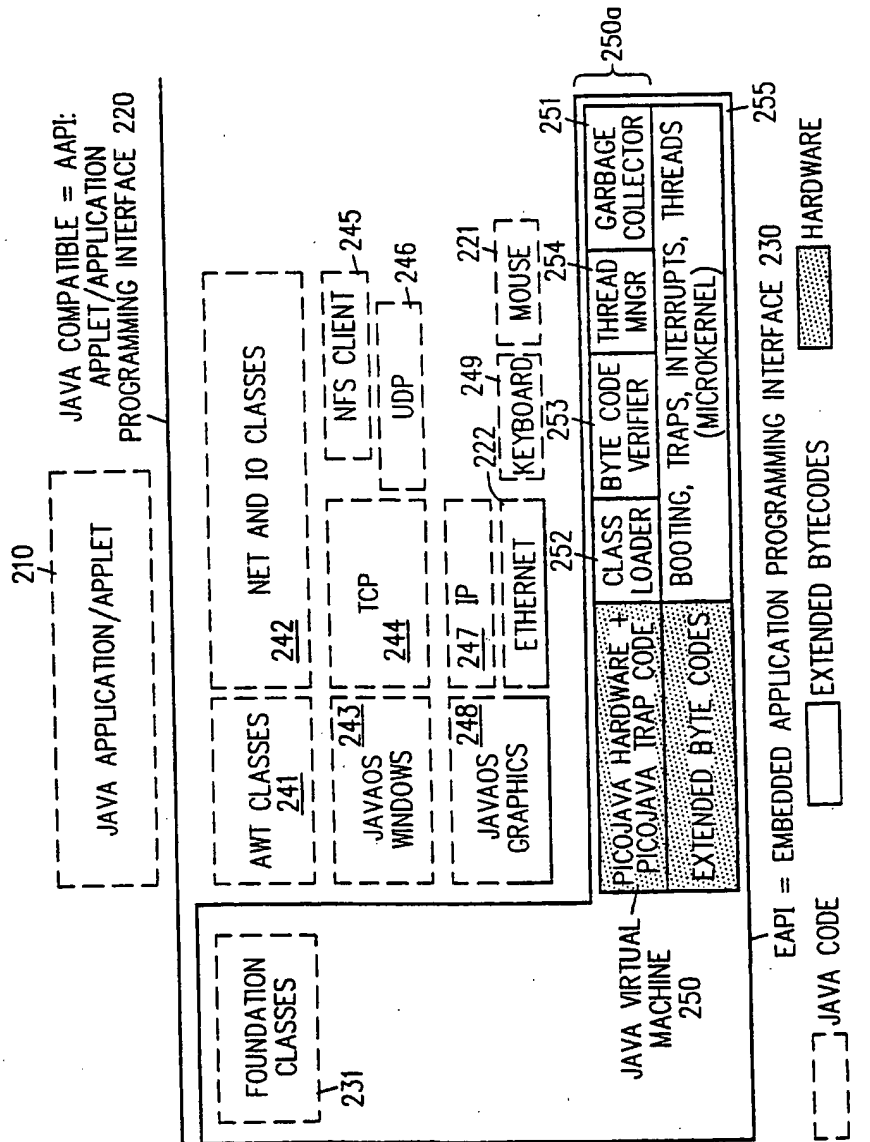 210
JAVA APPLICATION/APPLET
JAVA COMPATIBLE = AAPI:
APPLET/APPLICATION
PROGRAMMING INTERFACE 220
FOUNDATION
CLASSES
231
AWT CLASSES
241
NET AND IO CLASSES
242
JAVAOS
WINDOWS
243
TCP
244
NFS CLIENT
245
UDP
246
JAVAOS
GRAPHICS
248
IP
247
ETHERNET
222
KEYBOARD
249
MOUSE
221
JAVA VIRTUAL
MACHINE
250
PICOJAVA HARDWARE +
PICOJAVA TRAP CODE
EXTENDED BYTE CODES
252
CLASS
LOADER
253
BYTE CODE
VERIFIER
254
THREAD
MNGR
251
GARBAGE
COLLECTOR
250a
BOOTING, TRAPS, INTERRUPTS, THREADS
(MICROKERNEL)
255
EAPI = EMBEDDED APPLICATION PROGRAMMING INTERFACE 230
JAVA CODE
EXTENDED BYTECODES
HARDWARE